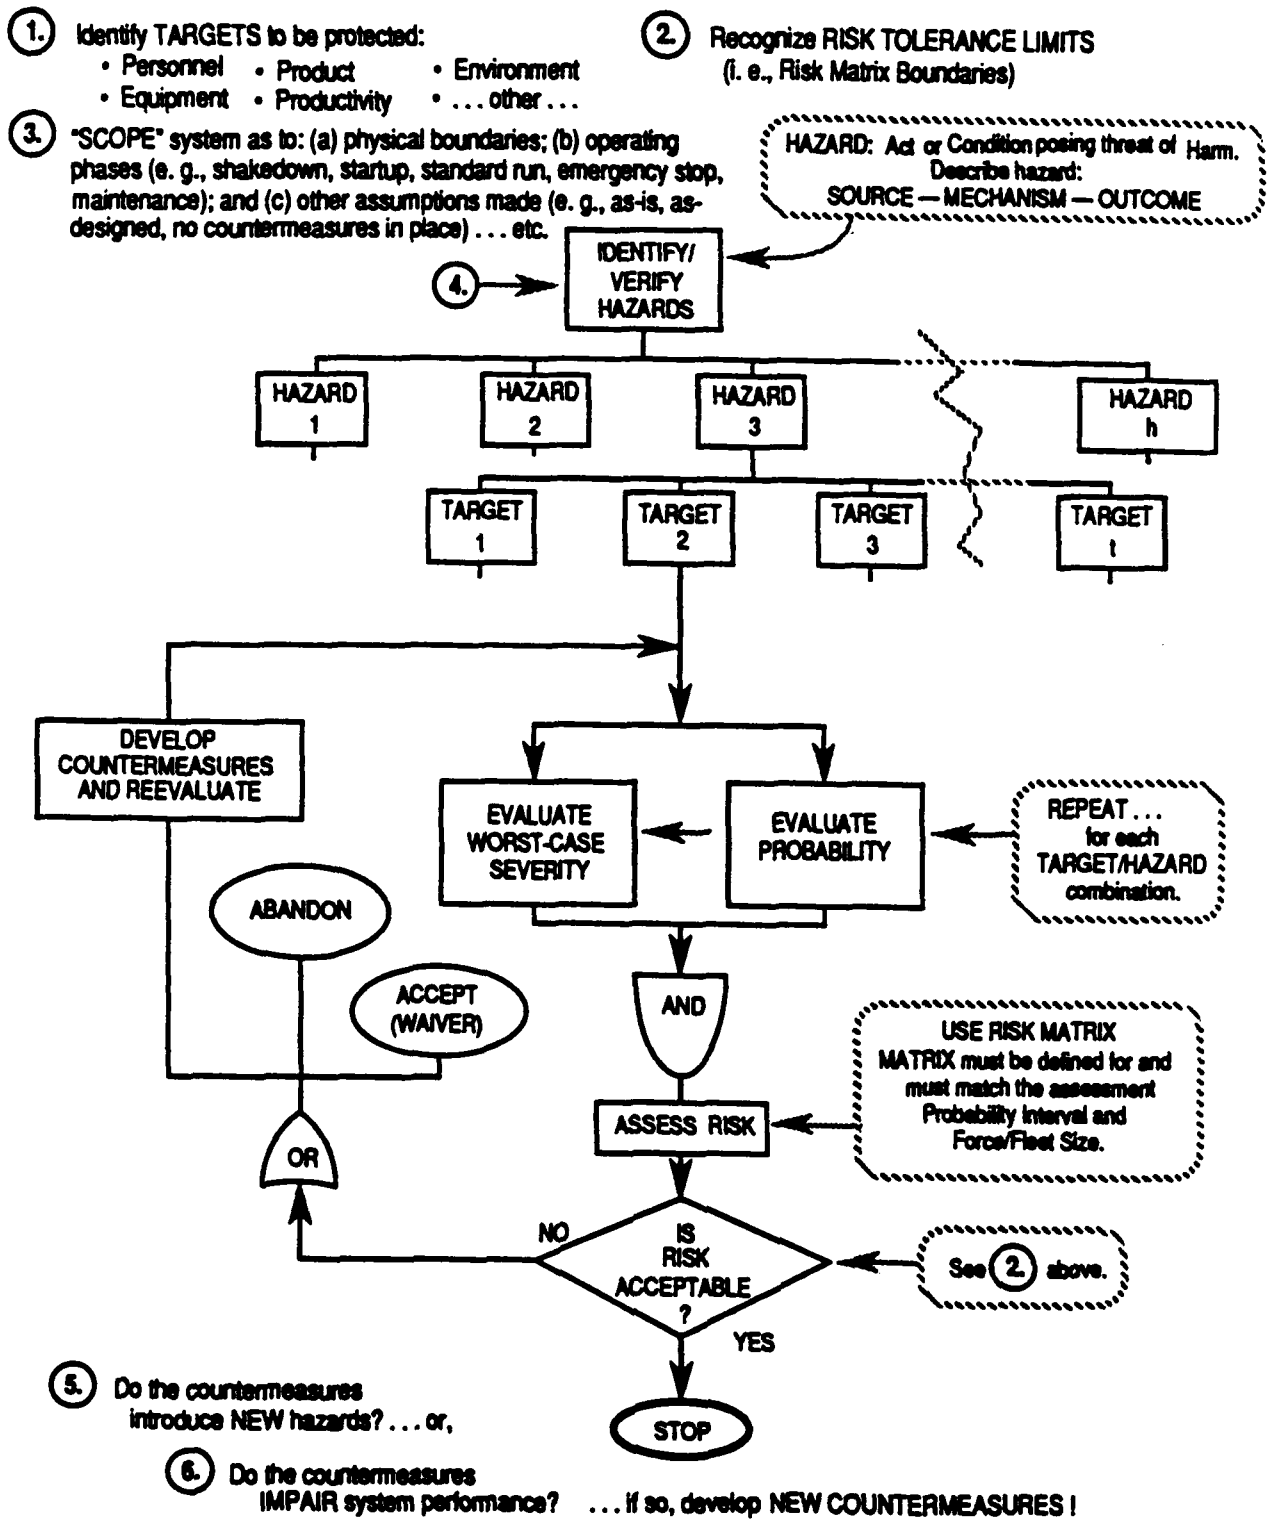 1. Identify TARGETS to be protected:
• Personnel • Product • Environment
• Equipment • Productivity • . . . other . . .
2. Recognize RISK TOLERANCE LIMITS
(i. e., Risk Matrix Boundaries)
3. "SCOPE" system as to: (a) physical boundaries; (b) operating
phases (e. g., shakedown, startup, standard run, emergency stop,
maintenance); and (c) other assumptions made (e. g., as-is, as-
designed, no countermeasures in place) . . . etc.
HAZARD: Act or Condition posing threat of Harm.
Describe hazard:
SOURCE — MECHANISM — OUTCOME
4.
IDENTIFY/
VERIFY
HAZARDS
HAZARD
1
HAZARD
2
HAZARD
3
HAZARD
h
TARGET
1
TARGET
2
TARGET
3
TARGET
t
DEVELOP
COUNTERMEASURES
AND REEVALUATE
EVALUATE
WORST-CASE
SEVERITY
EVALUATE
PROBABILITY
REPEAT . . .
for each
TARGET/HAZARD
combination.
ABANDON
ACCEPT
(WAIVER)
AND
USE RISK MATRIX
MATRIX must be defined for and
must match the assessment
Probability Interval and
Force/Fleet Size.
ASSESS RISK
OR
NO
IS
RISK
ACCEPTABLE
?
See 2. above.
YES
STOP
5. Do the countermeasures
introduce NEW hazards? . . . or,
6. Do the countermeasures
IMPAIR system performance? . . . if so, develop NEW COUNTERMEASURES !